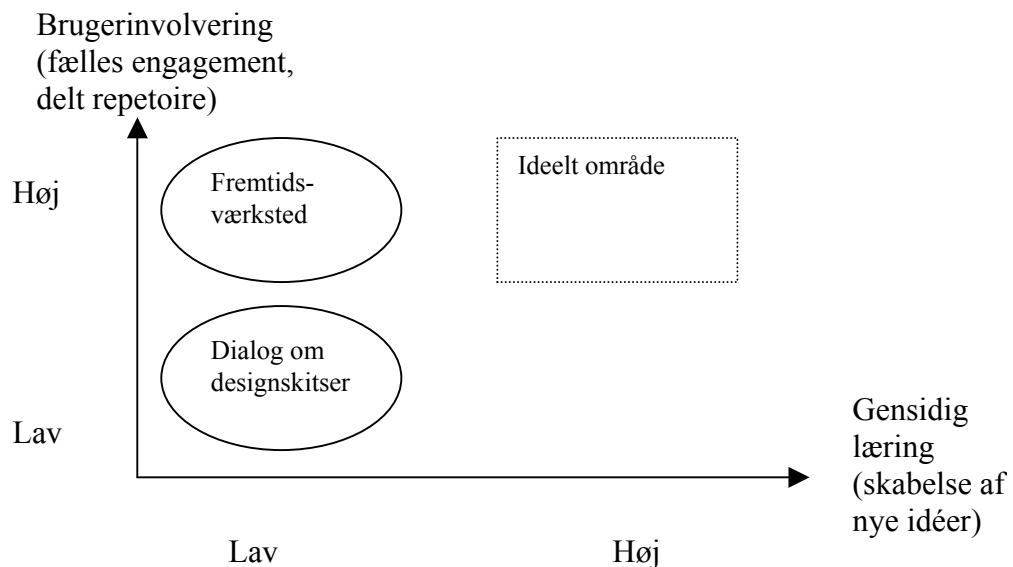 Brugerinvolvering
(fælles engagement,
delt repetoire)
Høj
Fremtids-
værksted
Ideelt område
Dialog om
designskitser
Lav
Gensidig
læring
(skabelse af
nye idéer)
Lav
Høj